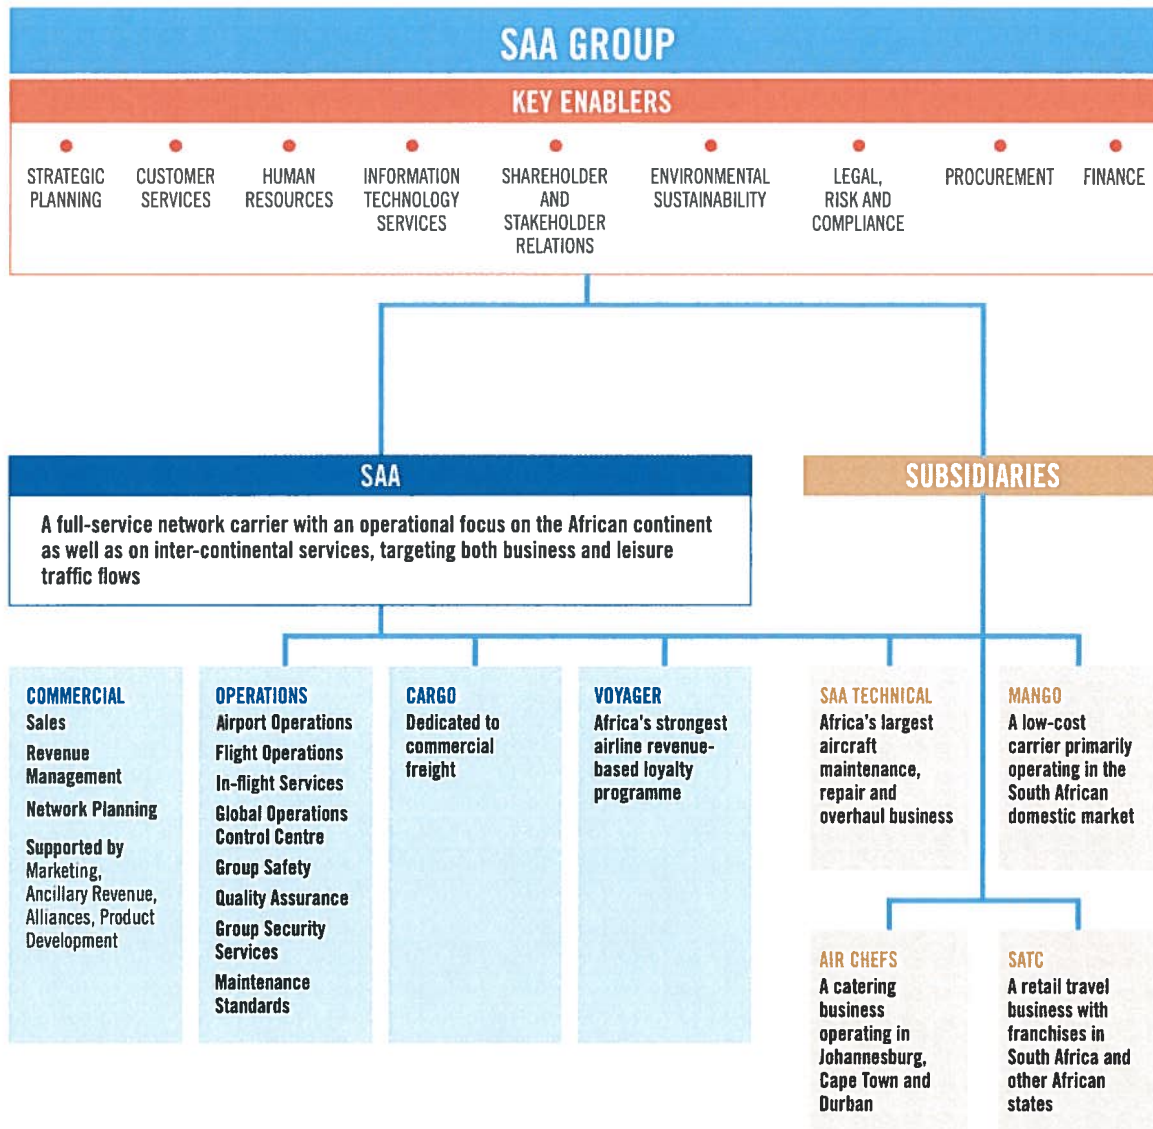 SAA GROUP
KEY ENABLERS
STRATEGIC
PLANNING
CUSTOMER
SERVICES
HUMAN
RESOURCES
INFORMATION
TECHNOLOGY
SERVICES
SHAREHOLDER
AND
STAKEHOLDER
RELATIONS
ENVIRONMENTAL
SUSTAINABILITY
LEGAL,
RISK AND
COMPLIANCE
PROCUREMENT
FINANCE
SAA
A full-service network carrier with an operational focus on the African continent
as well as on inter-continental services, targeting both business and leisure
traffic flows
SUBSIDIARIES
COMMERCIAL
Sales
Revenue
Management
Network Planning
Supported by
Marketing,
Ancillary Revenue,
Alliances, Product
Development
OPERATIONS
Airport Operations
Flight Operations
In-flight Services
Global Operations
Control Centre
Group Safety
Quality Assurance
Group Security
Services
Maintenance
Standards
CARGO
Dedicated to
commercial
freight
VOYAGER
Africa's strongest
airline revenue-
based loyalty
programme
SAA TECHNICAL
Africa's largest
aircraft
maintenance,
repair and
overhaul business
MANGO
A low-cost
carrier primarily
operating in the
South African
domestic market
AIR CHEFS
A catering
business
operating in
Johannesburg,
Cape Town and
Durban
SATC
A retail travel
business with
franchises in
South Africa and
other African
states